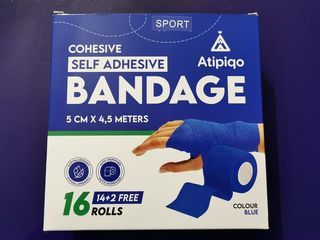 SPORT
COHESIVE
SELF ADHESIVE
BANDAGE
Atipiqo
5 CM X 4,5 METERS
16
14+2 FREE
ROLLS
COLOUR
BLUE